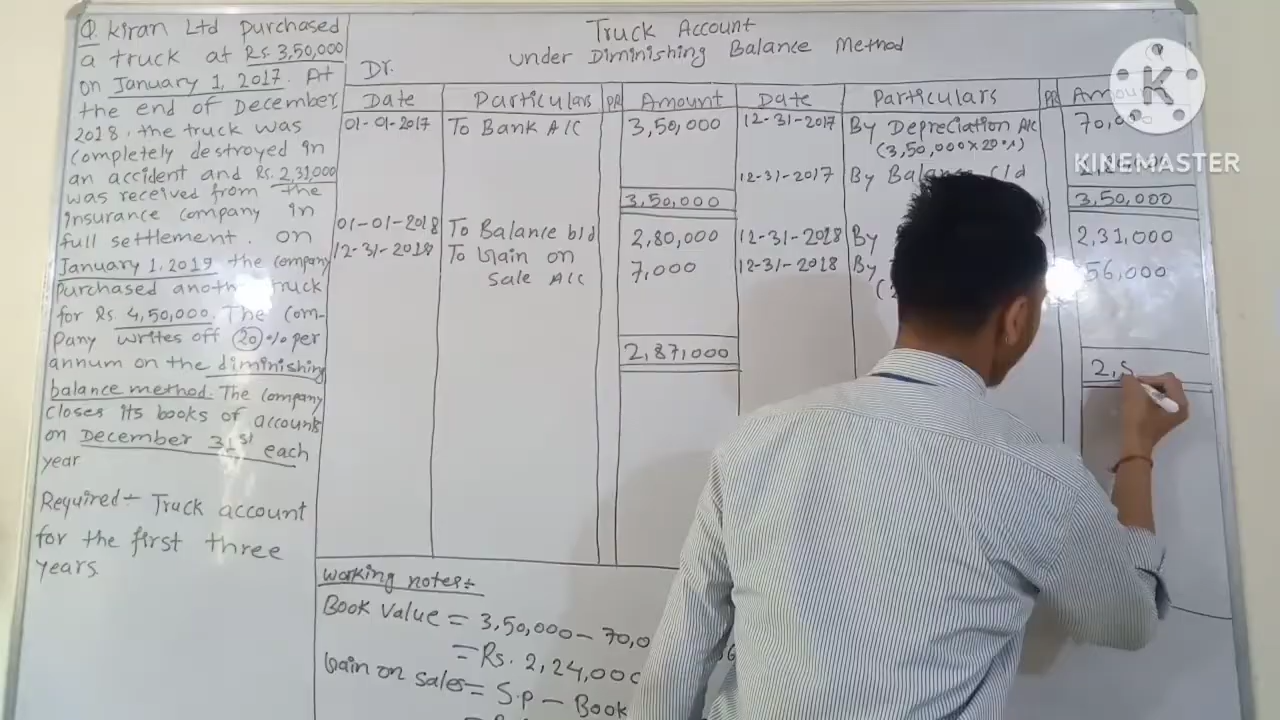 Q. Kiran Ltd purchased
a truck at Rs. 3,50,000
on January 1, 2017. At
the end of December
2018, the truck was
completely destroyed in
an accident and Rs. 2,31,000
was received from the
insurance company in
full settlement. on
January 1, 2019 the company
purchased another truck
for Rs. 4,50,000. The com-
pany writes off 20% per
annum on the diminishing
balance method. The company
closes its books of accounts
on December 31st each
year
Required:- Truck account
for the first three
years.
Truck Account
under Diminishing Balance Method
Dr.
Date Particulars PR Amount Date Particulars PR
01-01-2017 To Bank A/C 3,50,000 12-31-2017 By Depreciation A/c
(3,50,000×20%)
12-31-2017 By Balance c/d
3,50,000 3,50,000
01-01-2018 To Balance b/d 2,80,000 12-31-2018 By 2,31,000
12-31-2018 To Gain on 7,000 12-31-2018 By 56,000
Sale A/C
2,87,000
Working notes:-
Book Value = 3,50,000 - 70,0
= Rs. 2,24,000
Gain on sales = S.P - Book
K
KINEMASTER